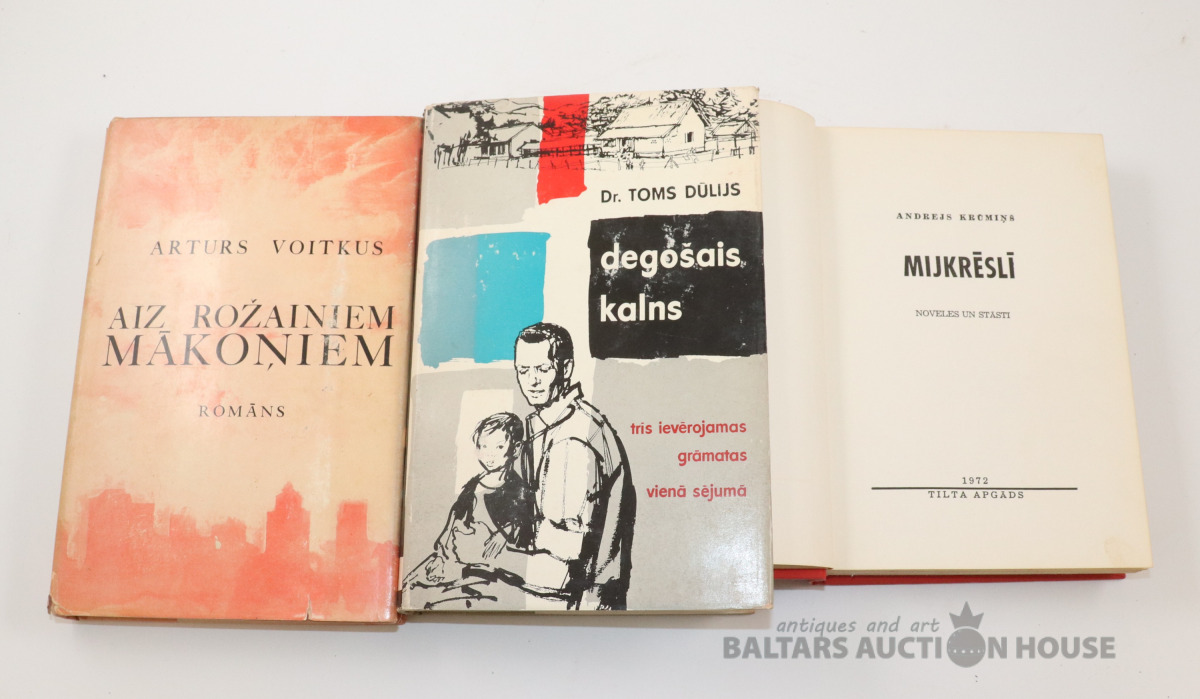 ARTURS VOITKUS
AIZ ROŽAINIEM
MĀKOŅIEM
ROMĀNS
Dr. TOMS DŪLIJS
degošais
kalns
trīs ievērojamas
grāmatas
vienā sējumā
ANDREJS KRŪMIŅŠ
MIJKRĒSLĪ
NOVELES UN STĀSTI
1972
TILTA APGĀDS
antiques and art
BALTARS AUCTION HOUSE